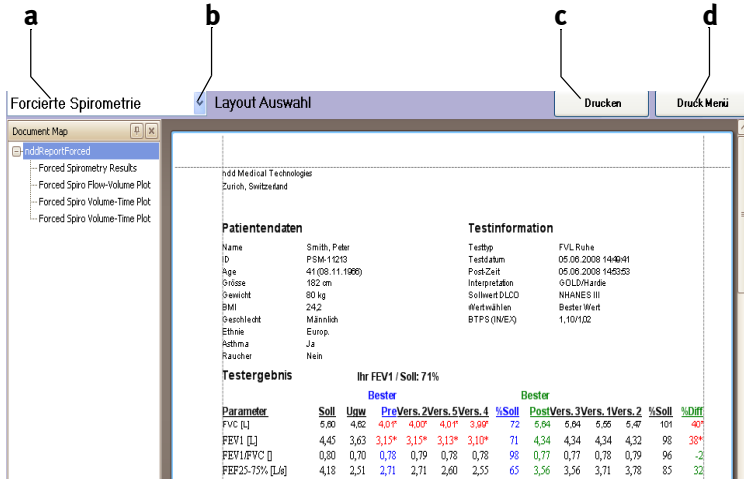 a b c d
Forcierte Spirometrie Layout Auswahl Drucken Druck Menü
Document Map
nddReportForced
Forced Spirometry Results
Forced Spiro Flow-Volume Plot
Forced Spiro Volume-Time Plot
Forced Spiro Volume-Time Plot
ndd Medical Technologies
Zurich, Switzerland
Patientendaten Testinformation
Name Smith, Peter Testtyp FVL Ruhe
ID PSM-11213 Testdatum 05.06.2008 14:49:41
Age 41 (08.11.1966) Post-Zeit 05.06.2008 14:53:53
Grösse 182 cm Interpretation GOLD/Hardie
Gewicht 80 kg Sollwert DLCO NHANES III
BMI 24,2 Wert wählen Bester Wert
Geschlecht Männlich BTPS (IN/EX) 1,10/1,02
Ethnie Europ.
Asthma Ja
Raucher Nein
Testergebnis Ihr FEV1 / Soll: 71%
Bester Bester
Parameter Soll Ugw Pre Vers. 2 Vers. 5 Vers. 4 %Soll Post Vers. 3 Vers. 1 Vers. 2 %Soll %Diff
FVC [L] 5,60 4,62 4,01* 4,00* 4,01* 3,99* 72 5,64 5,64 5,55 5,47 101 40*
FEV1 [L] 4,45 3,63 3,15* 3,15* 3,13* 3,10* 71 4,34 4,34 4,34 4,32 98 38*
FEV1/FVC [] 0,80 0,70 0,78 0,79 0,78 0,78 98 0,77 0,77 0,78 0,79 96 -2
FEF25-75% [L/s] 4,18 2,51 2,71 2,71 2,60 2,55 65 3,56 3,56 3,71 3,78 85 32